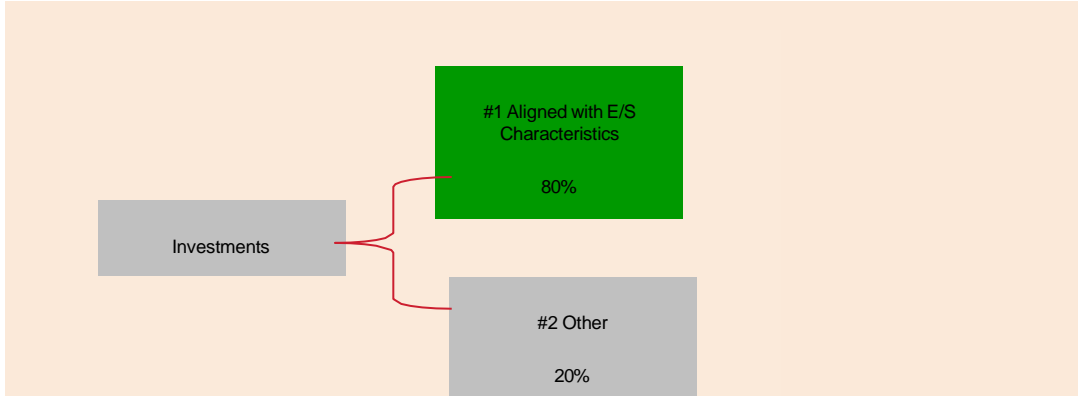 #1 Aligned with E/S
Characteristics
80%
Investments
#2 Other
20%